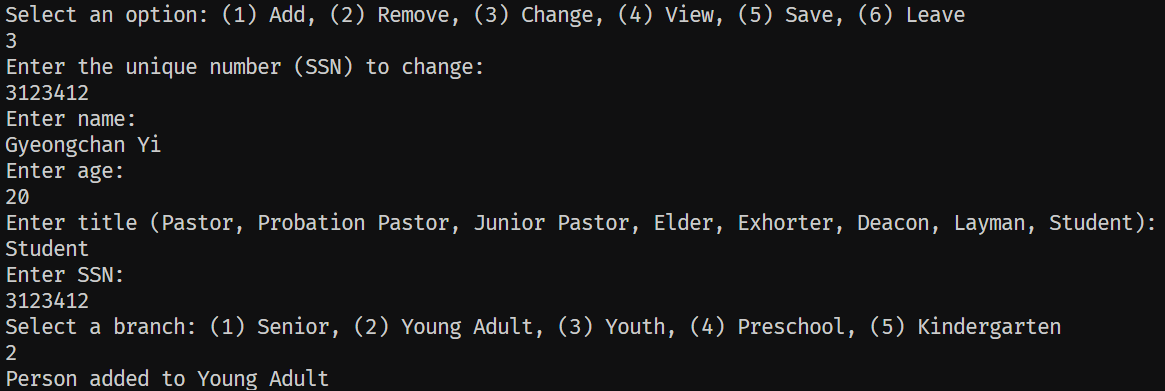 Select an option: (1) Add, (2) Remove, (3) Change, (4) View, (5) Save, (6) Leave
3
Enter the unique number (SSN) to change:
3123412
Enter name:
Gyeongchan Yi
Enter age:
20
Enter title (Pastor, Probation Pastor, Junior Pastor, Elder, Exhorter, Deacon, Layman, Student):
Student
Enter SSN:
3123412
Select a branch: (1) Senior, (2) Young Adult, (3) Youth, (4) Preschool, (5) Kindergarten
2
Person added to Young Adult